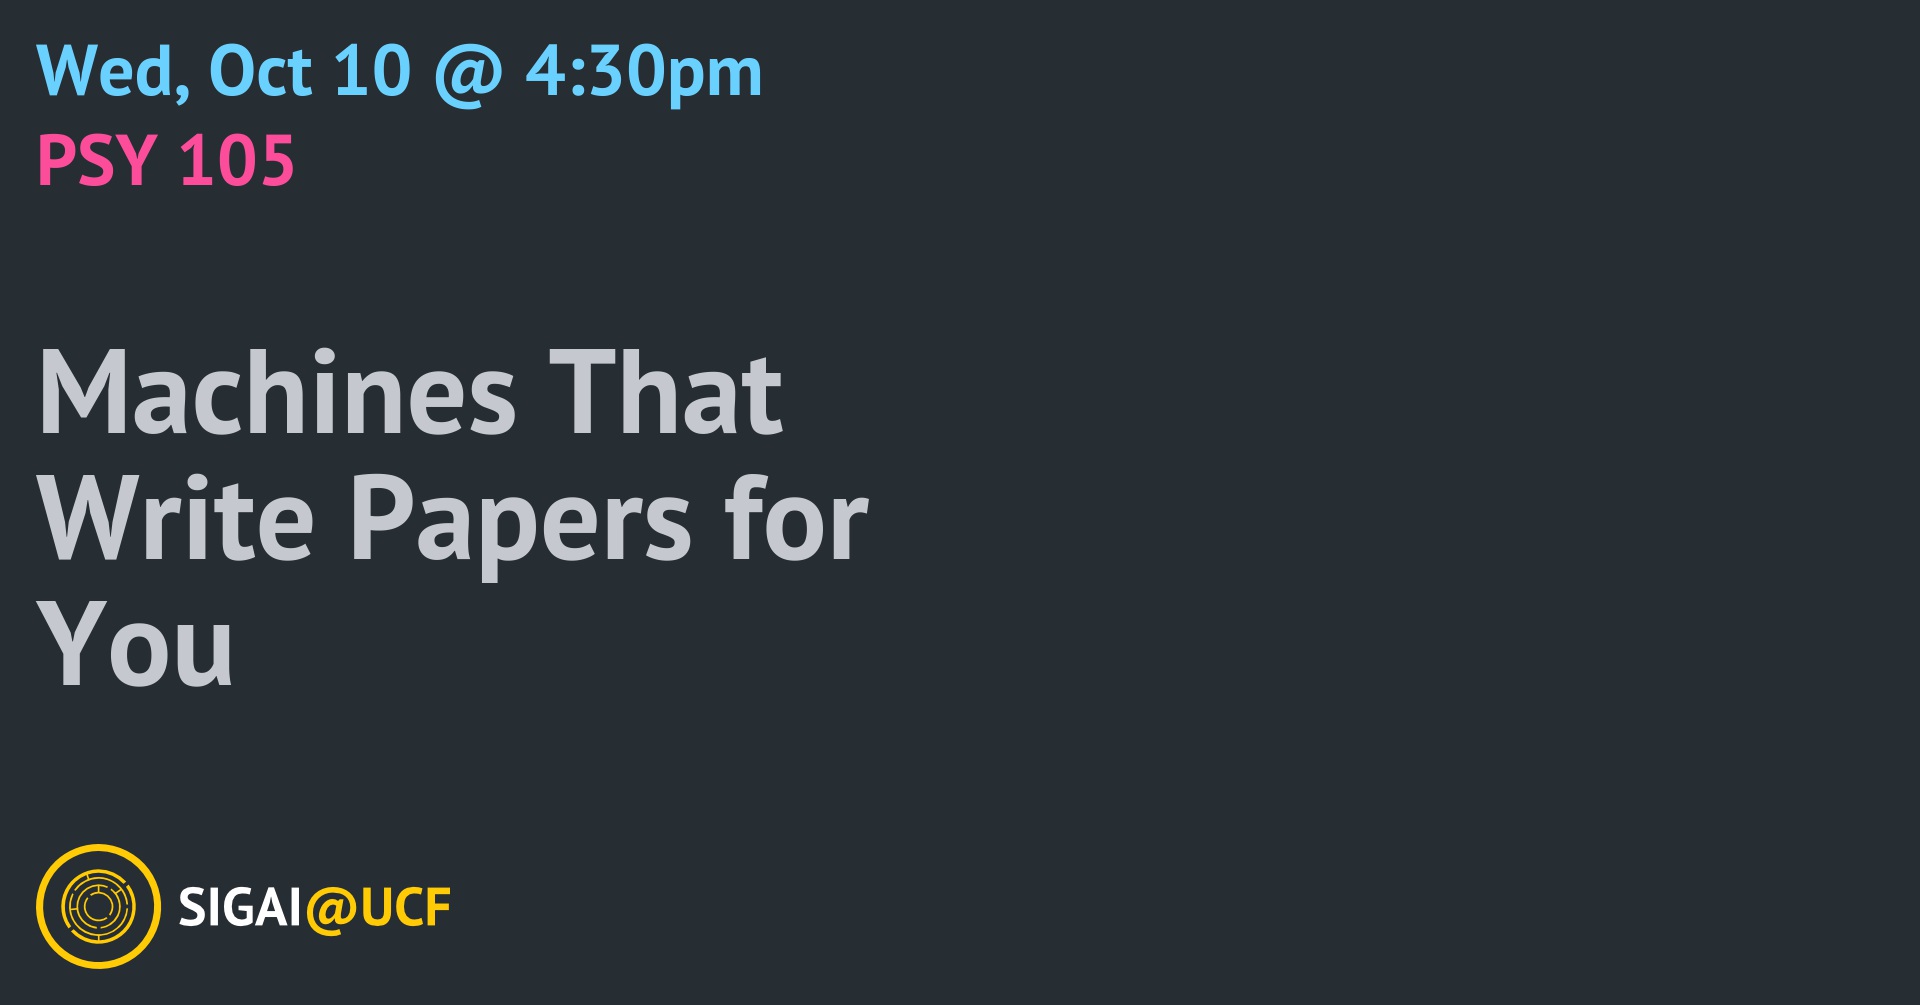 Wed, Oct 10 @ 4:30pm
PSY 105
Machines That
Write Papers for
You
SIGAI@UCF